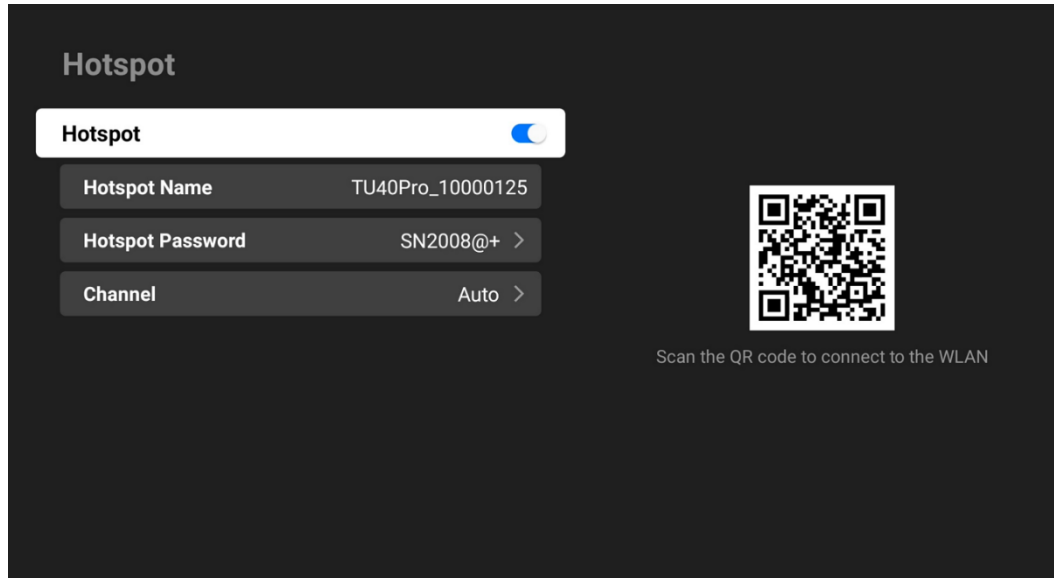 Hotspot
Hotspot
Hotspot Name TU40Pro_10000125
Hotspot Password SN2008@+
Channel Auto
Scan the QR code to connect to the WLAN